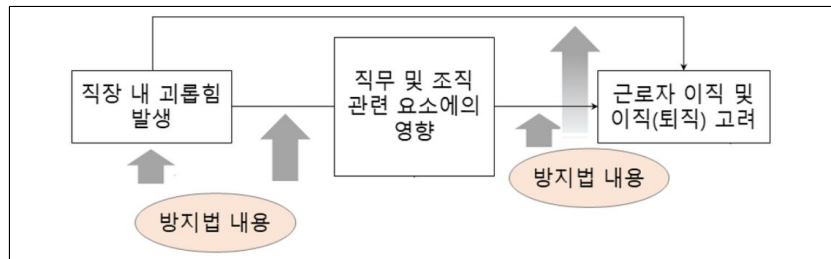 직장 내 괴롭힘
발생
직무 및 조직
관련 요소에의
영향
근로자 이직 및
이직(퇴직) 고려
방지법 내용
방지법 내용